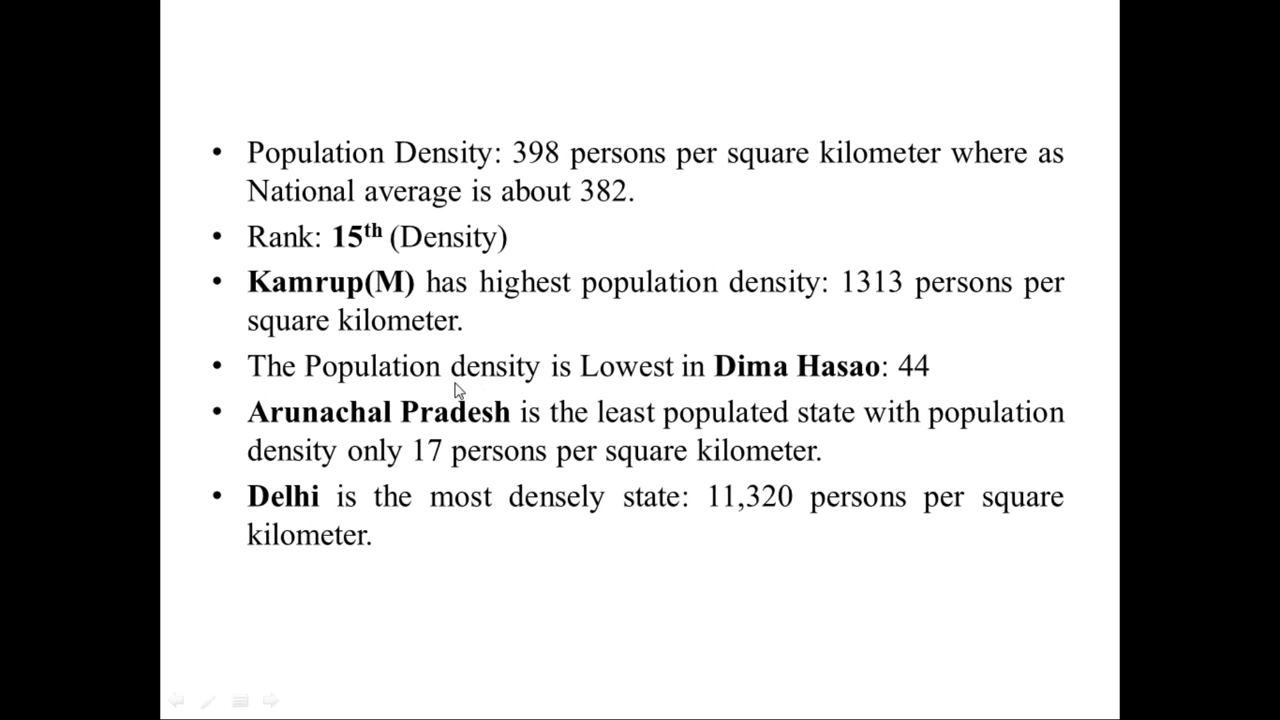 • Population Density: 398 persons per square kilometer where as
National average is about 382.
• Rank: 15th (Density)
• Kamrup(M) has highest population density: 1313 persons per
square kilometer.
• The Population density is Lowest in Dima Hasao: 44
• Arunachal Pradesh is the least populated state with population
density only 17 persons per square kilometer.
• Delhi is the most densely state: 11,320 persons per square
kilometer.